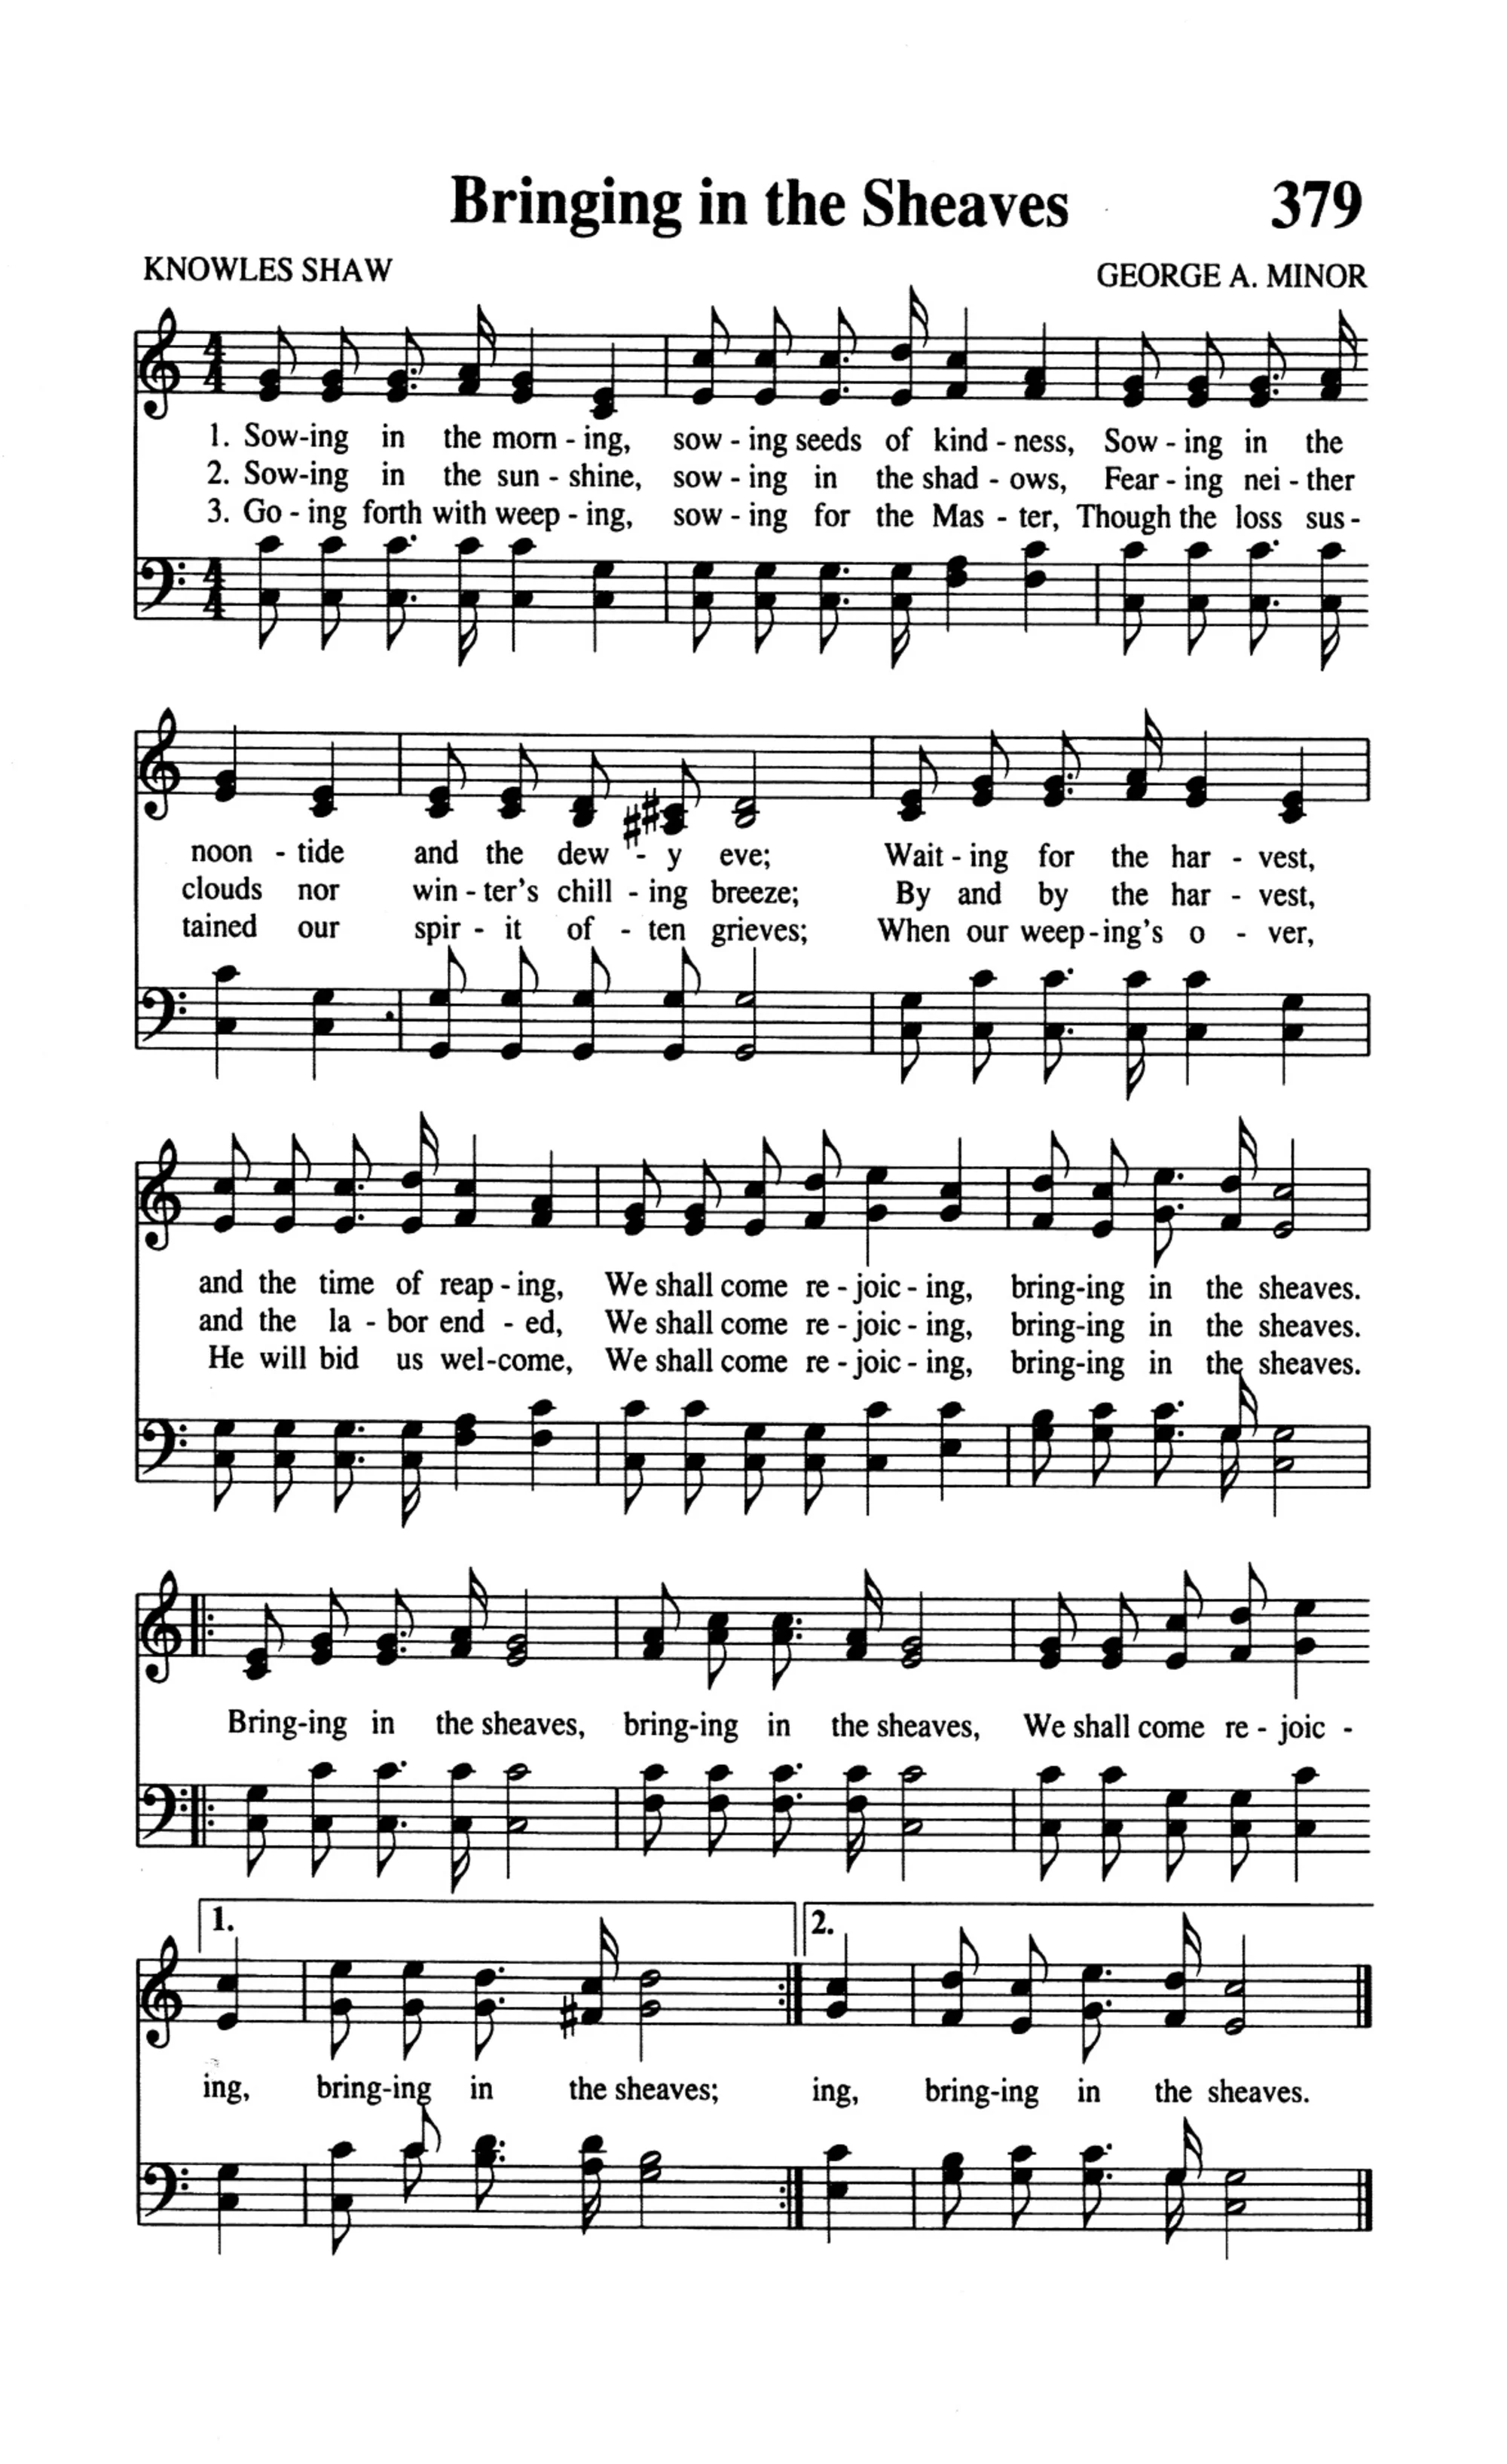 Bringing in the Sheaves 379
KNOWLES SHAW GEORGE A. MINOR
1. Sow-ing in the morn - ing, sow - ing seeds of kind - ness, Sow - ing in the
2. Sow-ing in the sun - shine, sow - ing in the shad - ows, Fear - ing nei - ther
3. Go - ing forth with weep - ing, sow - ing for the Mas - ter, Though the loss sus -
noon - tide and the dew - y eve; Wait - ing for the har - vest,
clouds nor win - ter's chill - ing breeze; By and by the har - vest,
tained our spir - it of - ten grieves; When our weep-ing's o - ver,
and the time of reap - ing, We shall come re - joic - ing, bring-ing in the sheaves.
and the la - bor end - ed, We shall come re - joic - ing, bring-ing in the sheaves.
He will bid us wel-come, We shall come re - joic - ing, bring-ing in the sheaves.
Bring-ing in the sheaves, bring-ing in the sheaves, We shall come re - joic -
1. 2.
ing, bring-ing in the sheaves; ing, bring-ing in the sheaves.